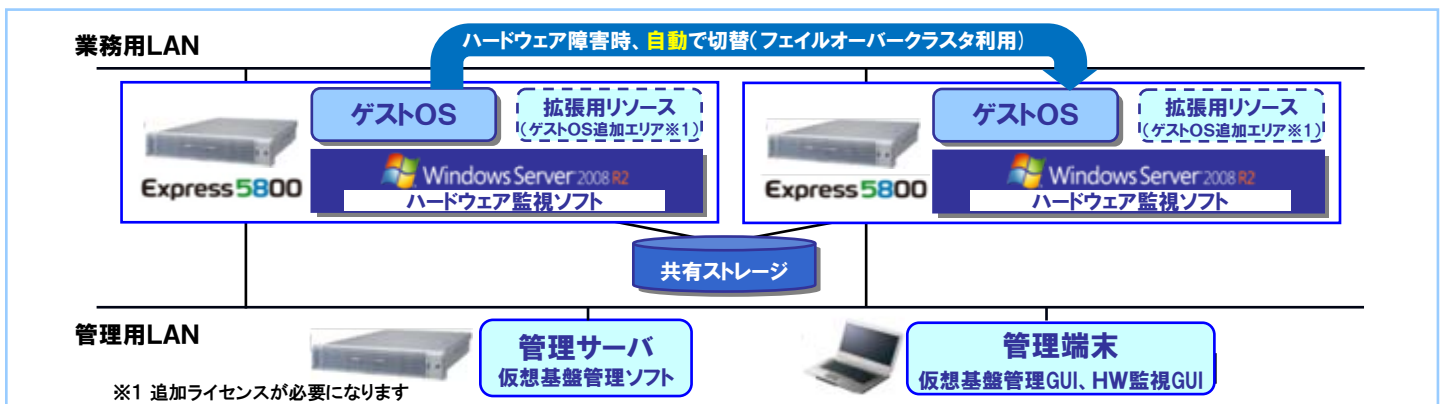 業務用LAN
ハードウェア障害時、自動で切替(フェイルオーバークラスタ利用)
ゲストOS
拡張用リソース
(ゲストOS追加エリア※1)
Express5800
Windows Server 2008 R2
ハードウェア監視ソフト
ゲストOS
拡張用リソース
(ゲストOS追加エリア※1)
Express5800
Windows Server 2008 R2
ハードウェア監視ソフト
共有ストレージ
管理用LAN
管理サーバ
仮想基盤管理ソフト
管理端末
仮想基盤管理GUI、HW監視GUI
※1 追加ライセンスが必要になります